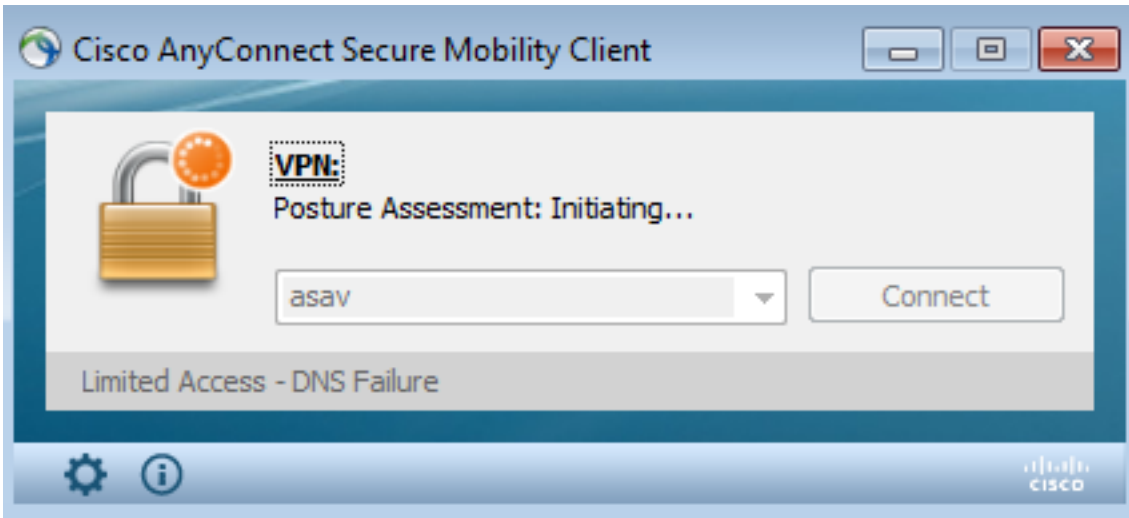 Cisco AnyConnect Secure Mobility Client
VPN:
Posture Assessment: Initiating...
asav
Connect
Limited Access - DNS Failure
CISCO